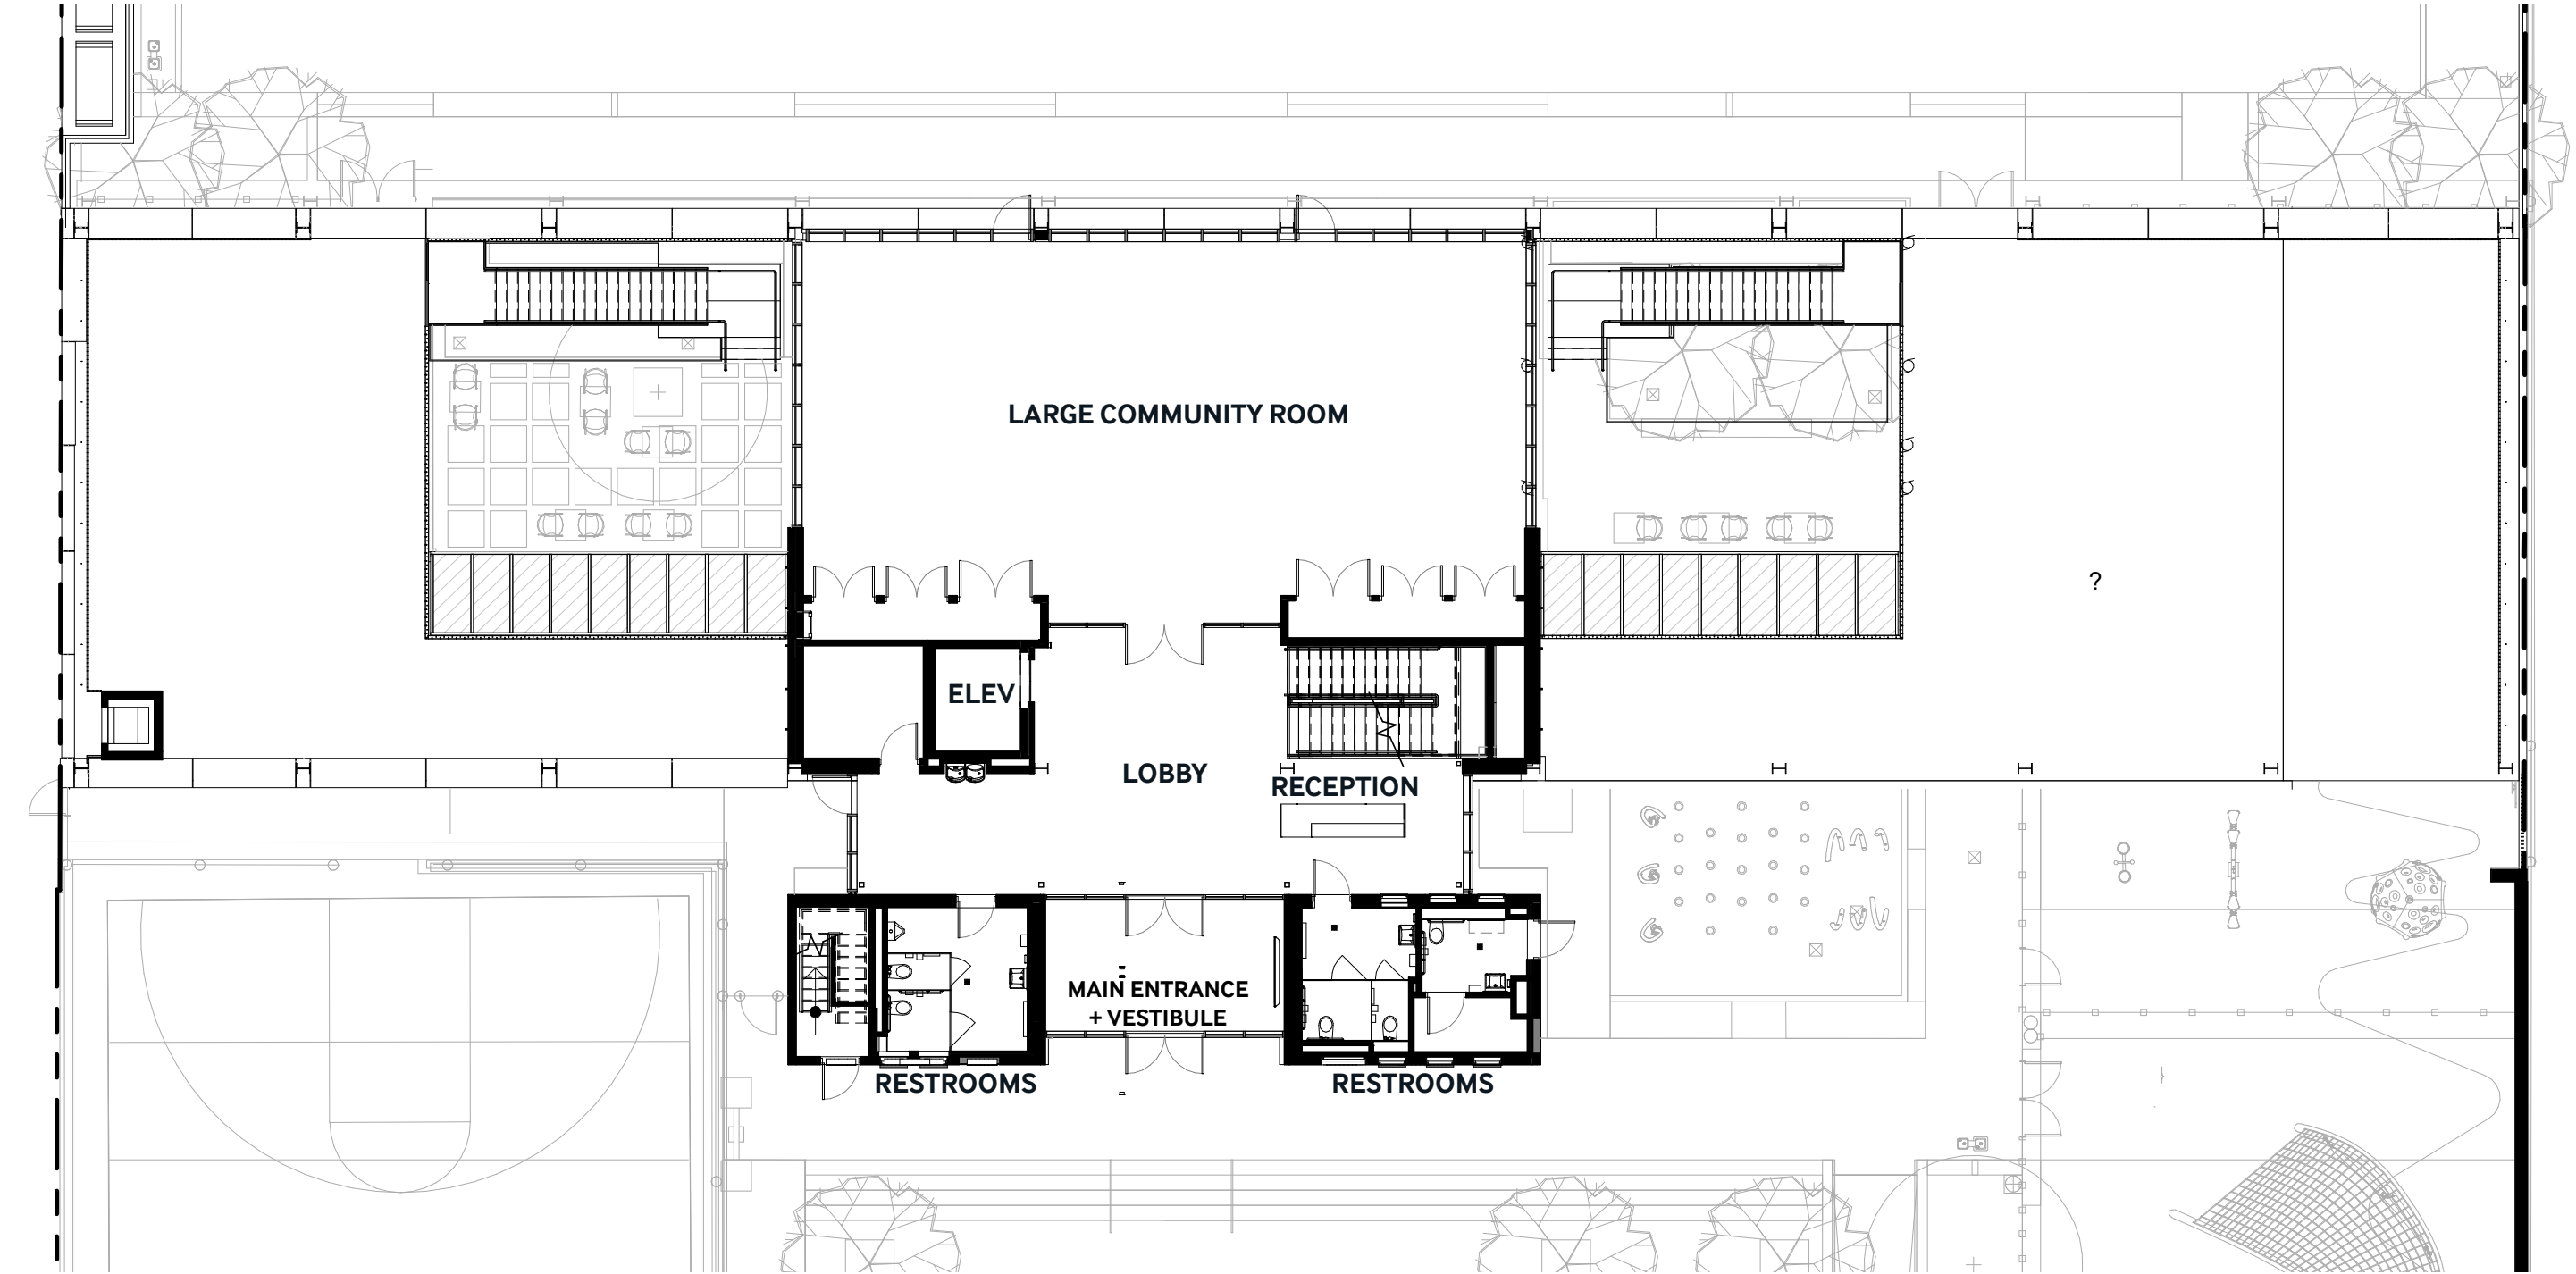 LARGE COMMUNITY ROOM
?
ELEV
LOBBY
RECEPTION
MAIN ENTRANCE
+ VESTIBULE
RESTROOMS
RESTROOMS